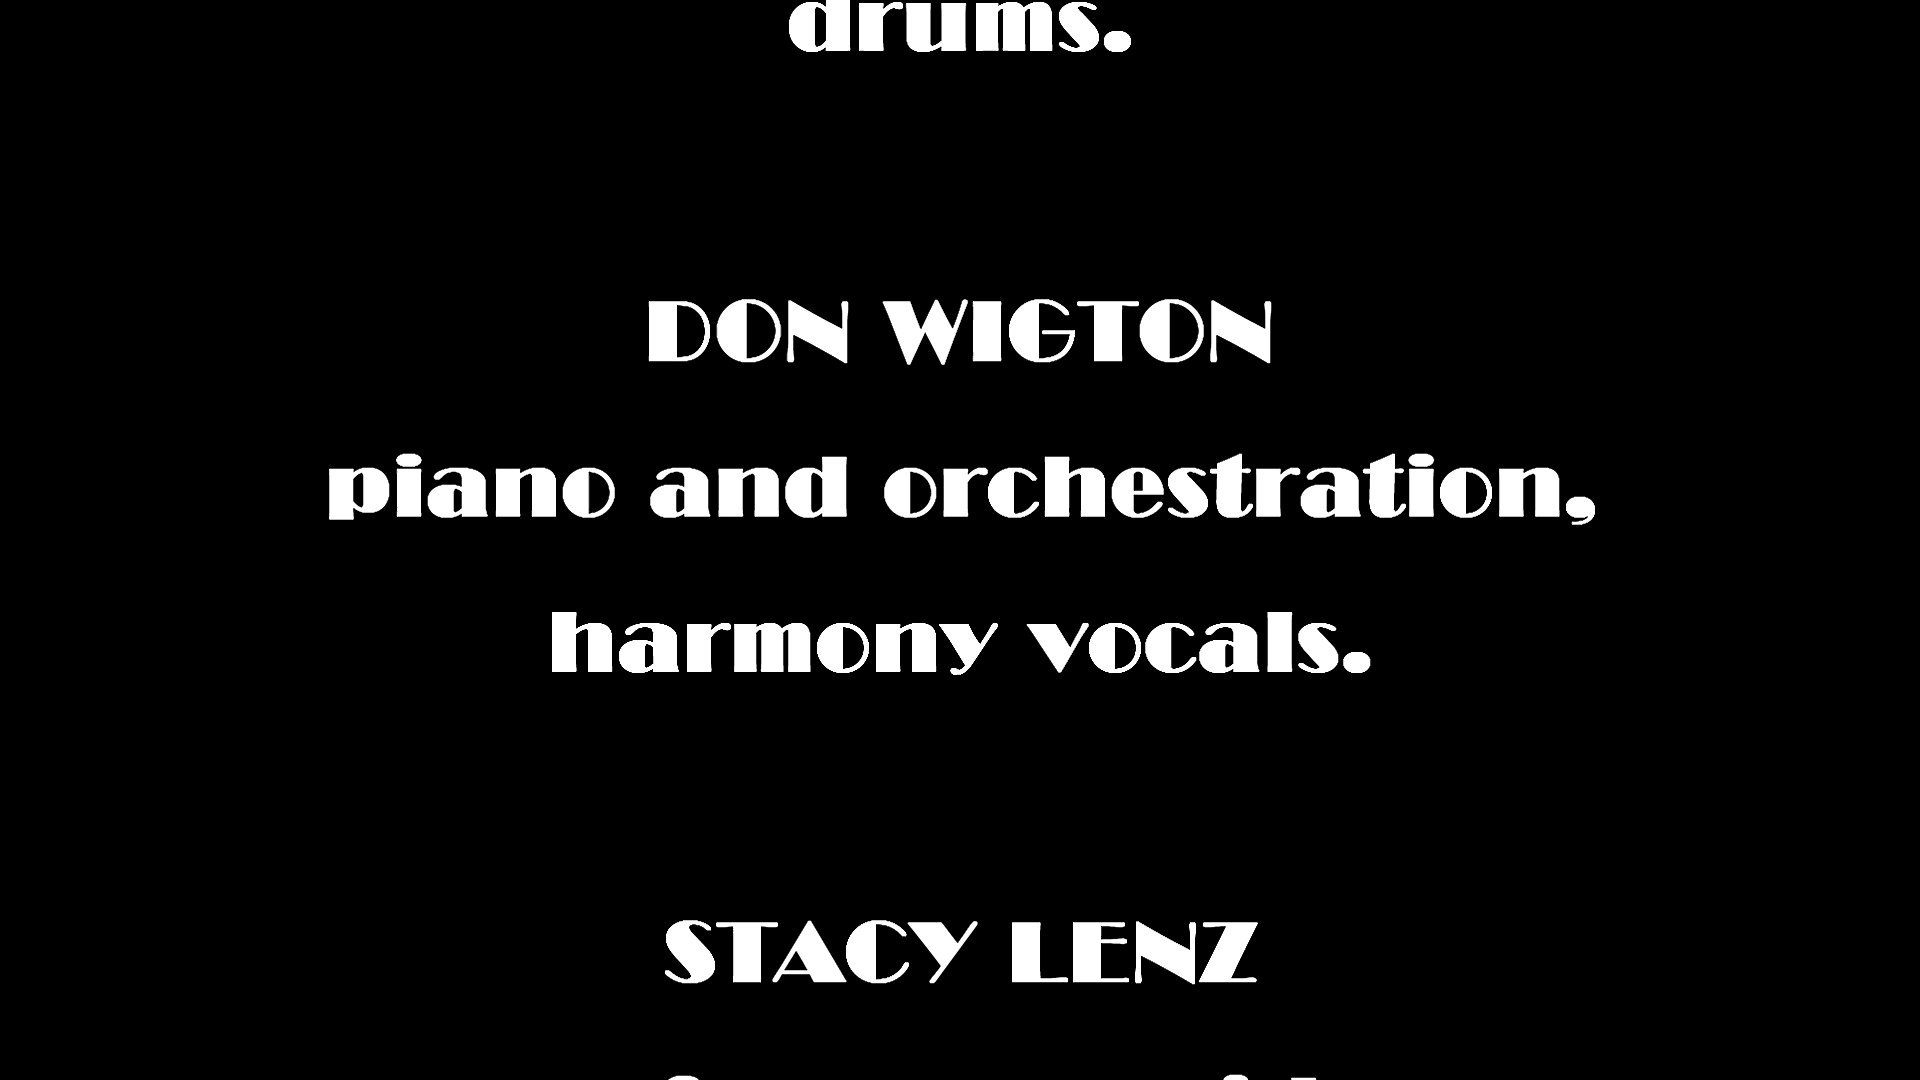 drums.
DON WIGTON
piano and orchestration,
harmony vocals.
STACY LENZ